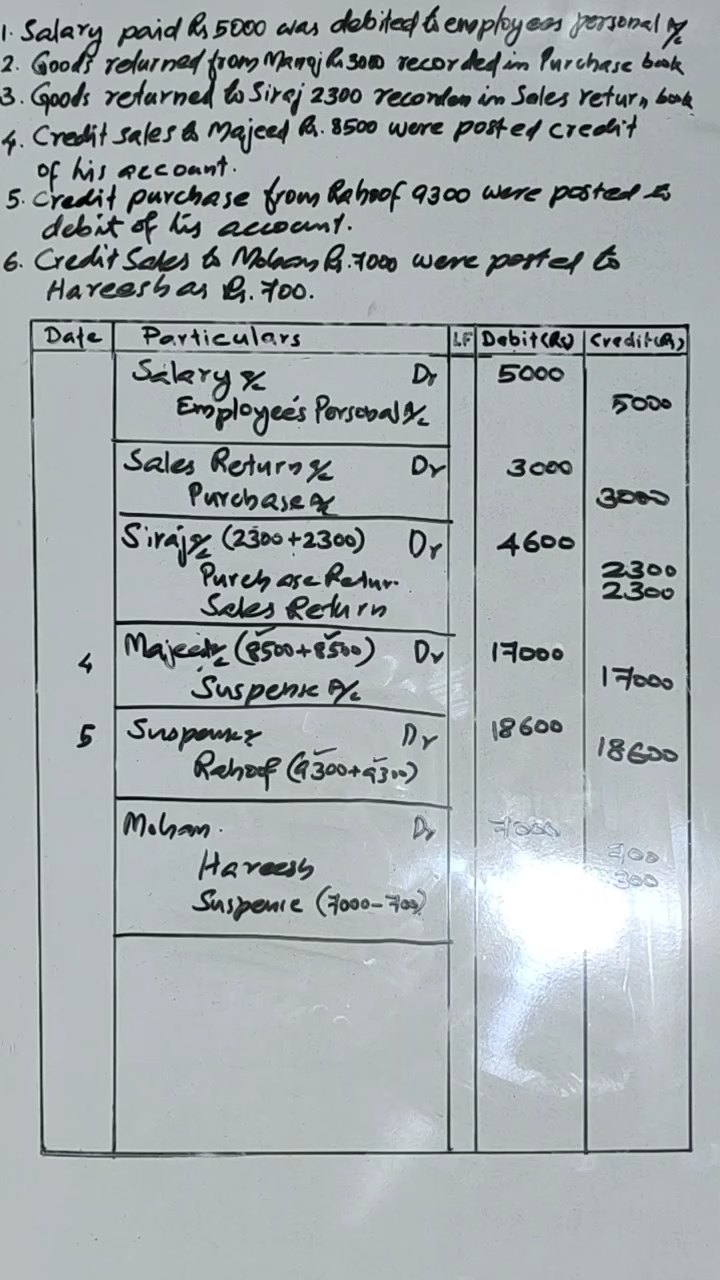 1. Salary paid Rs 5000 was debited to employees personal A/c
2. Goods returned from Manoj Rs 3000 recorded in Purchase book
3. Goods returned to Siraj 2300 recorded in Sales return book
4. Credit sales to Majeed Rs. 8500 were posted credit
of his account.
5. Credit purchase from Rahoof 9300 were posted to
debit of his account.
6. Credit Sales to Mohan Rs. 7000 were posted to
Hareesh as Rs. 700.
Date Particulars LF Debit(Rs) Credit(Rs)
Salary A/c Dr 5000
Employee's Personal A/c 5000
Sales Return A/c Dr 3000
Purchase A/c 3000
Siraj A/c (2300+2300) Dr 4600
Purchase Retur. 2300
Sales Return 2300
4 Majeed A/c (8500+8500) Dr 17000
Suspense A/c 17000
5 Suspense A/c Dr 18600
Rahoof (9300+9300) 18600
Moham. Dr 7000
Hareesh 700
Suspense (7000-700) 300